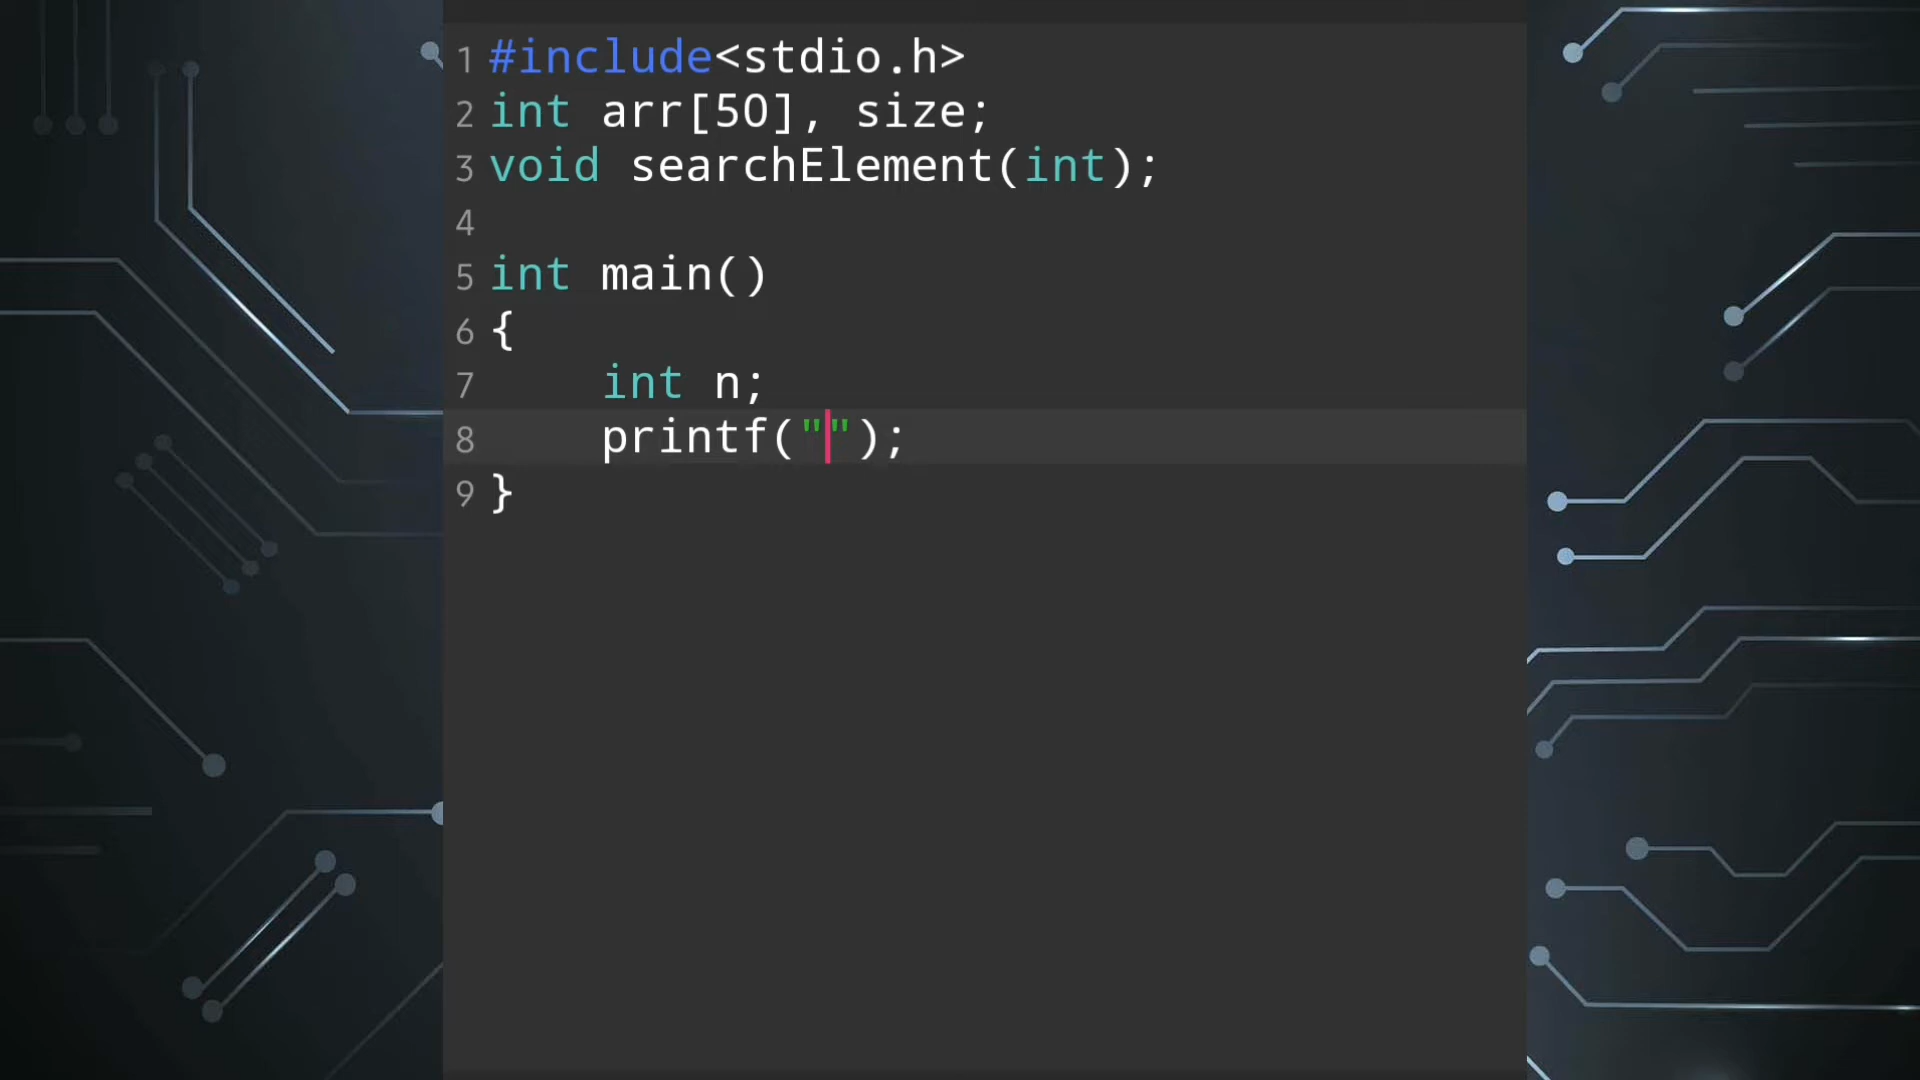 1 #include<stdio.h>
2 int arr[50], size;
3 void searchElement(int);
4
5 int main()
6 {
7     int n;
8     printf("");
9 }